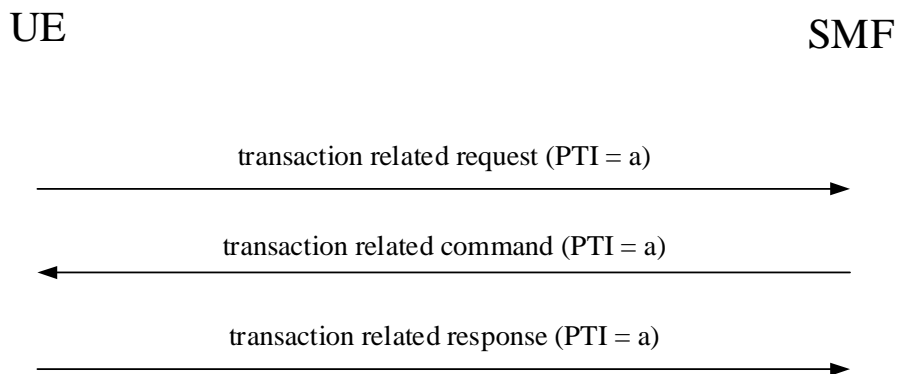 UE
SMF
transaction related request (PTI = a)
transaction related command (PTI = a)
transaction related response (PTI = a)